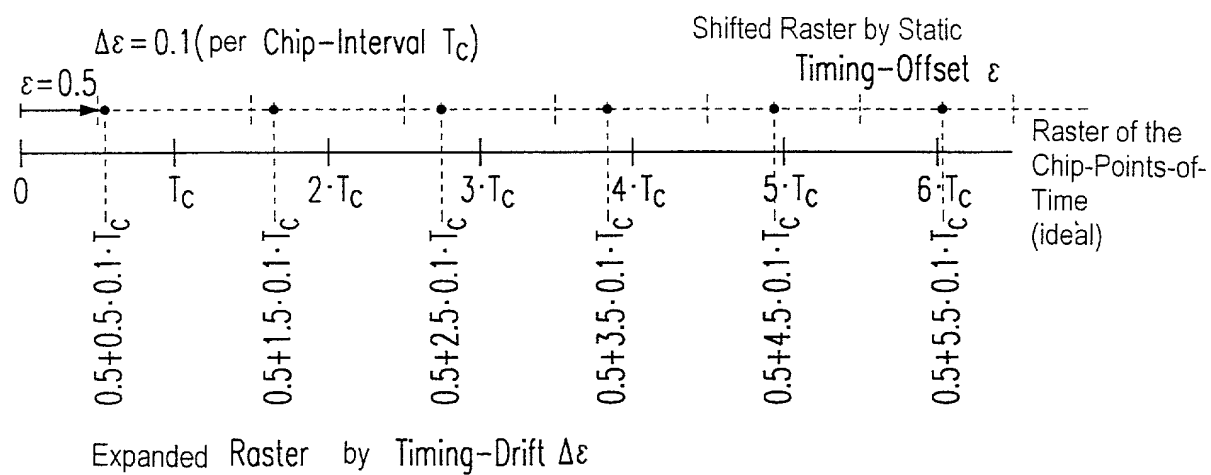 Δε = 0.1(per Chip-Interval T_C)
Shifted Raster by Static
Timing-Offset ε
ε=0.5
Raster of the
Chip-Points-of-
Time
(ideal)
0 T_C 2·T_C 3·T_C 4·T_C 5·T_C 6·T_C
0.5+0.5·0.1·T_C
0.5+1.5·0.1·T_C
0.5+2.5·0.1·T_C
0.5+3.5·0.1·T_C
0.5+4.5·0.1·T_C
0.5+5.5·0.1·T_C
Expanded Raster by Timing-Drift Δε